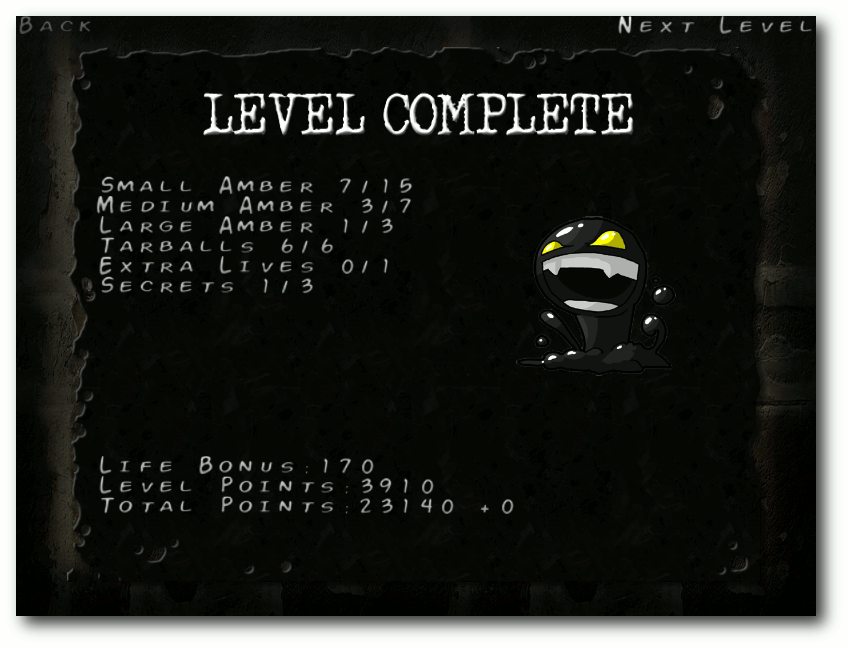 Back
Next Level
LEVEL COMPLETE
Small Amber 7/15
Medium Amber 3/7
Large Amber 1/3
Tarballs 6/6
Extra Lives 0/1
Secrets 1/3
Life Bonus:170
Level Points:3910
Total Points:23140 +0